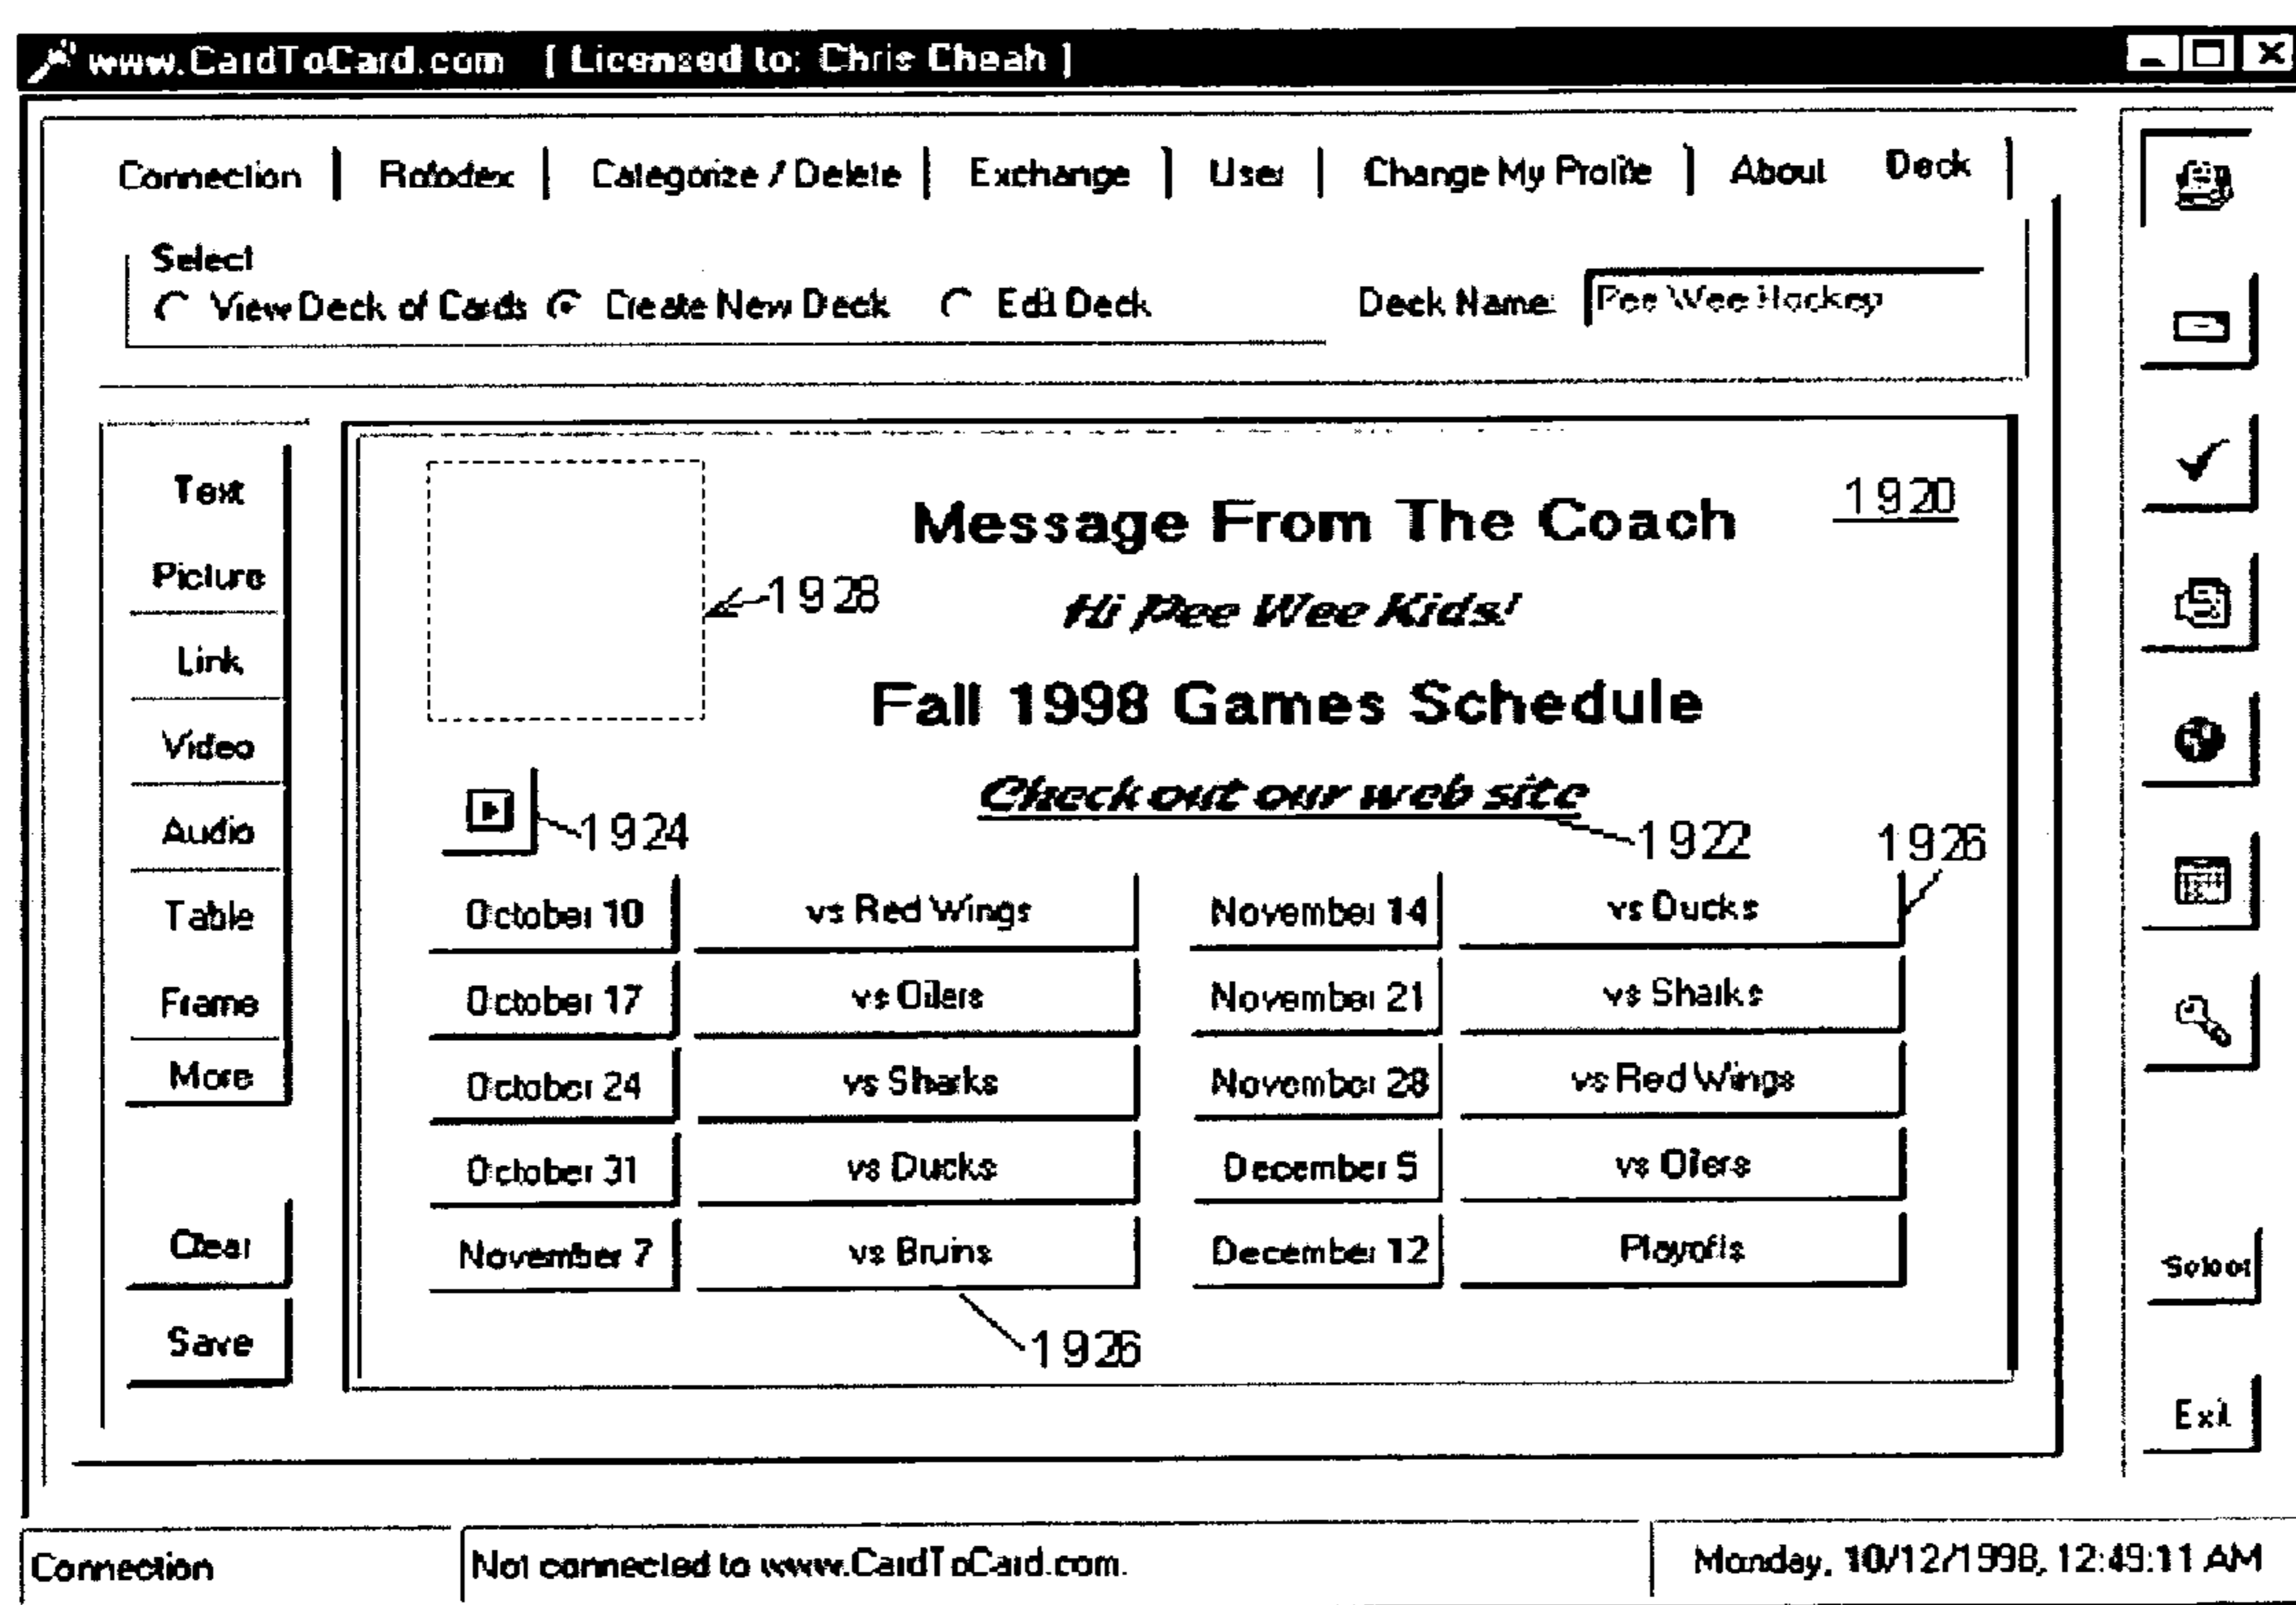 www.CardToCard.com [ Licensed to: Chris Cheah ]
Connection | Rolodex | Categorize / Delete | Exchange | User | Change My Profile | About Deck
Select
View Deck of Cards Create New Deck Edit Deck Deck Name: Pee Wee Hockey
Text
Picture
Link
Video
Audio
Table
Frame
More
Clear
Save
Message From The Coach 1920
1928
Hi Pee Wee Kids!
Fall 1998 Games Schedule
Check out our web site
1924 1922 1926
October 10 vs Red Wings November 14 vs Ducks
October 17 vs Oilers November 21 vs Sharks
October 24 vs Sharks November 28 vs Red Wings
October 31 vs Ducks December 5 vs Oilers
November 7 vs Bruins December 12 Playoffs
1926
Select
Exit
Connection Not connected to www.CardToCard.com. Monday, 10/12/1998, 12:49:11 AM